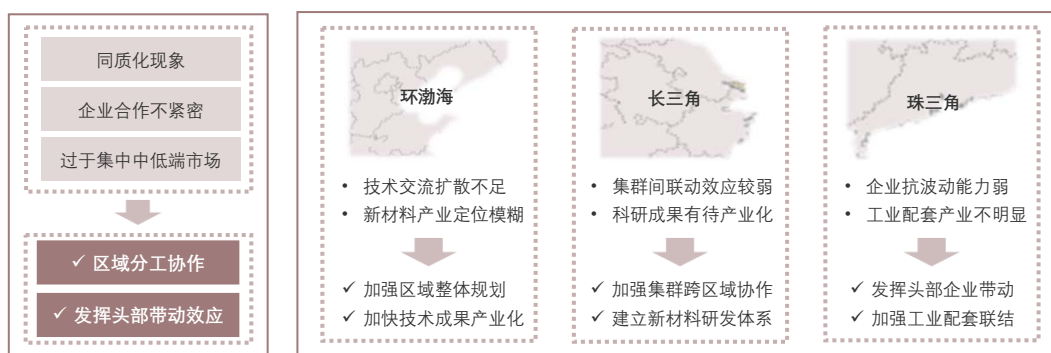 同质化现象
企业合作不紧密
过于集中中低端市场
✓ 区域分工协作
✓ 发挥头部带动效应
环渤海
• 技术交流扩散不足
• 新材料产业定位模糊
✓ 加强区域整体规划
✓ 加快技术成果产业化
长三角
• 集群间联动效应较弱
• 科研成果有待产业化
✓ 加强集群跨区域协作
✓ 建立新材料研发体系
珠三角
• 企业抗波动能力弱
• 工业配套产业不明显
✓ 发挥头部企业带动
✓ 加强工业配套联结